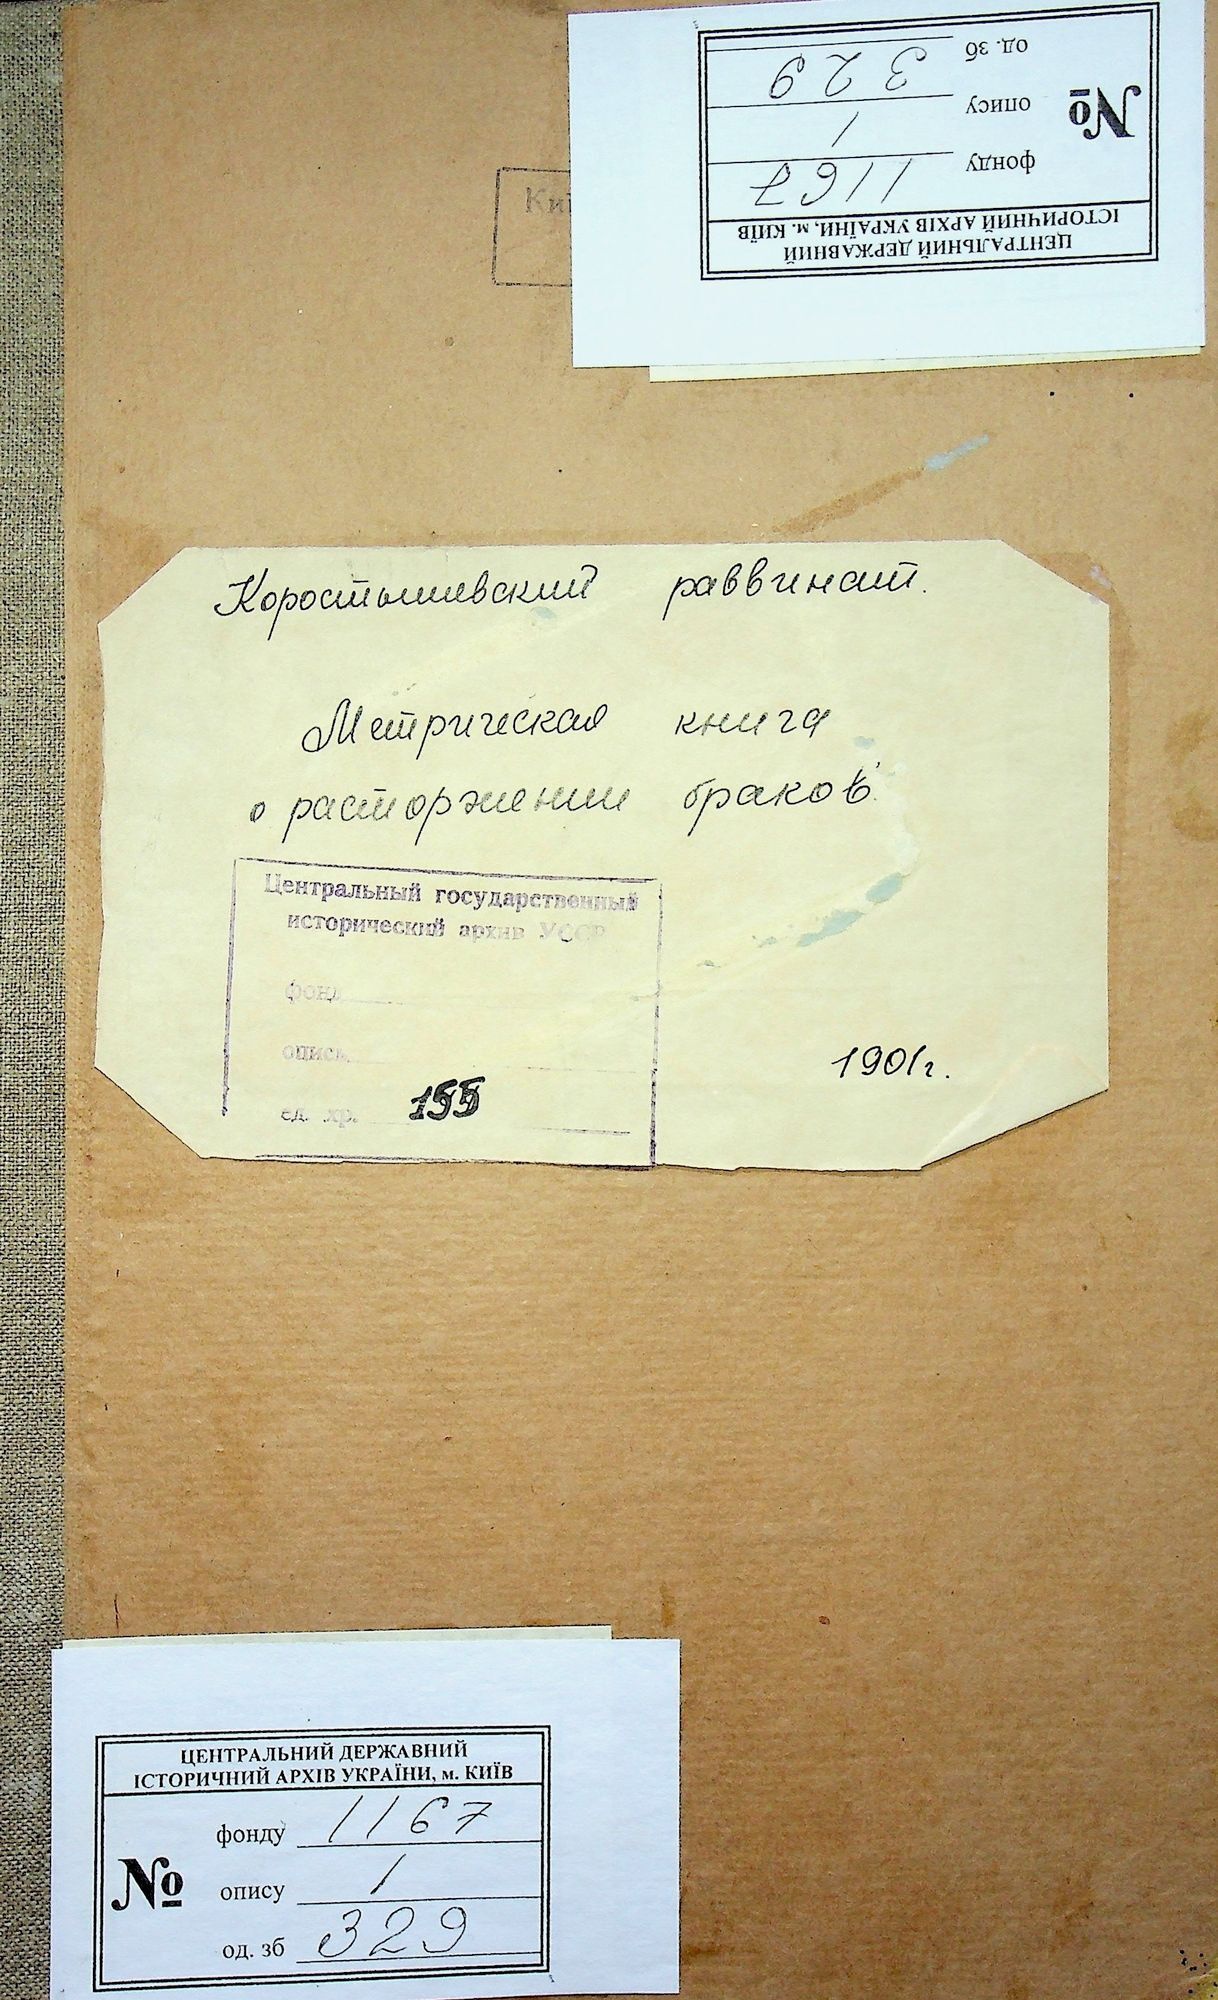 од. зб 329
опису 1
№
фонду 1167
ЦЕНТРАЛЬНИЙ ДЕРЖАВНИЙ
ІСТОРИЧНИЙ АРХІВ УКРАЇНИ, м. КИЇВ
Коростышевский раввинат.
Метрическая книга
о расторжении браков.
Центральный государственный
исторический архив УССР
фонд
опись
ед. хр. 155
1901г.
ЦЕНТРАЛЬНИЙ ДЕРЖАВНИЙ
ІСТОРИЧНИЙ АРХІВ УКРАЇНИ, м. КИЇВ
фонду 1167
№
опису 1
од. зб 329